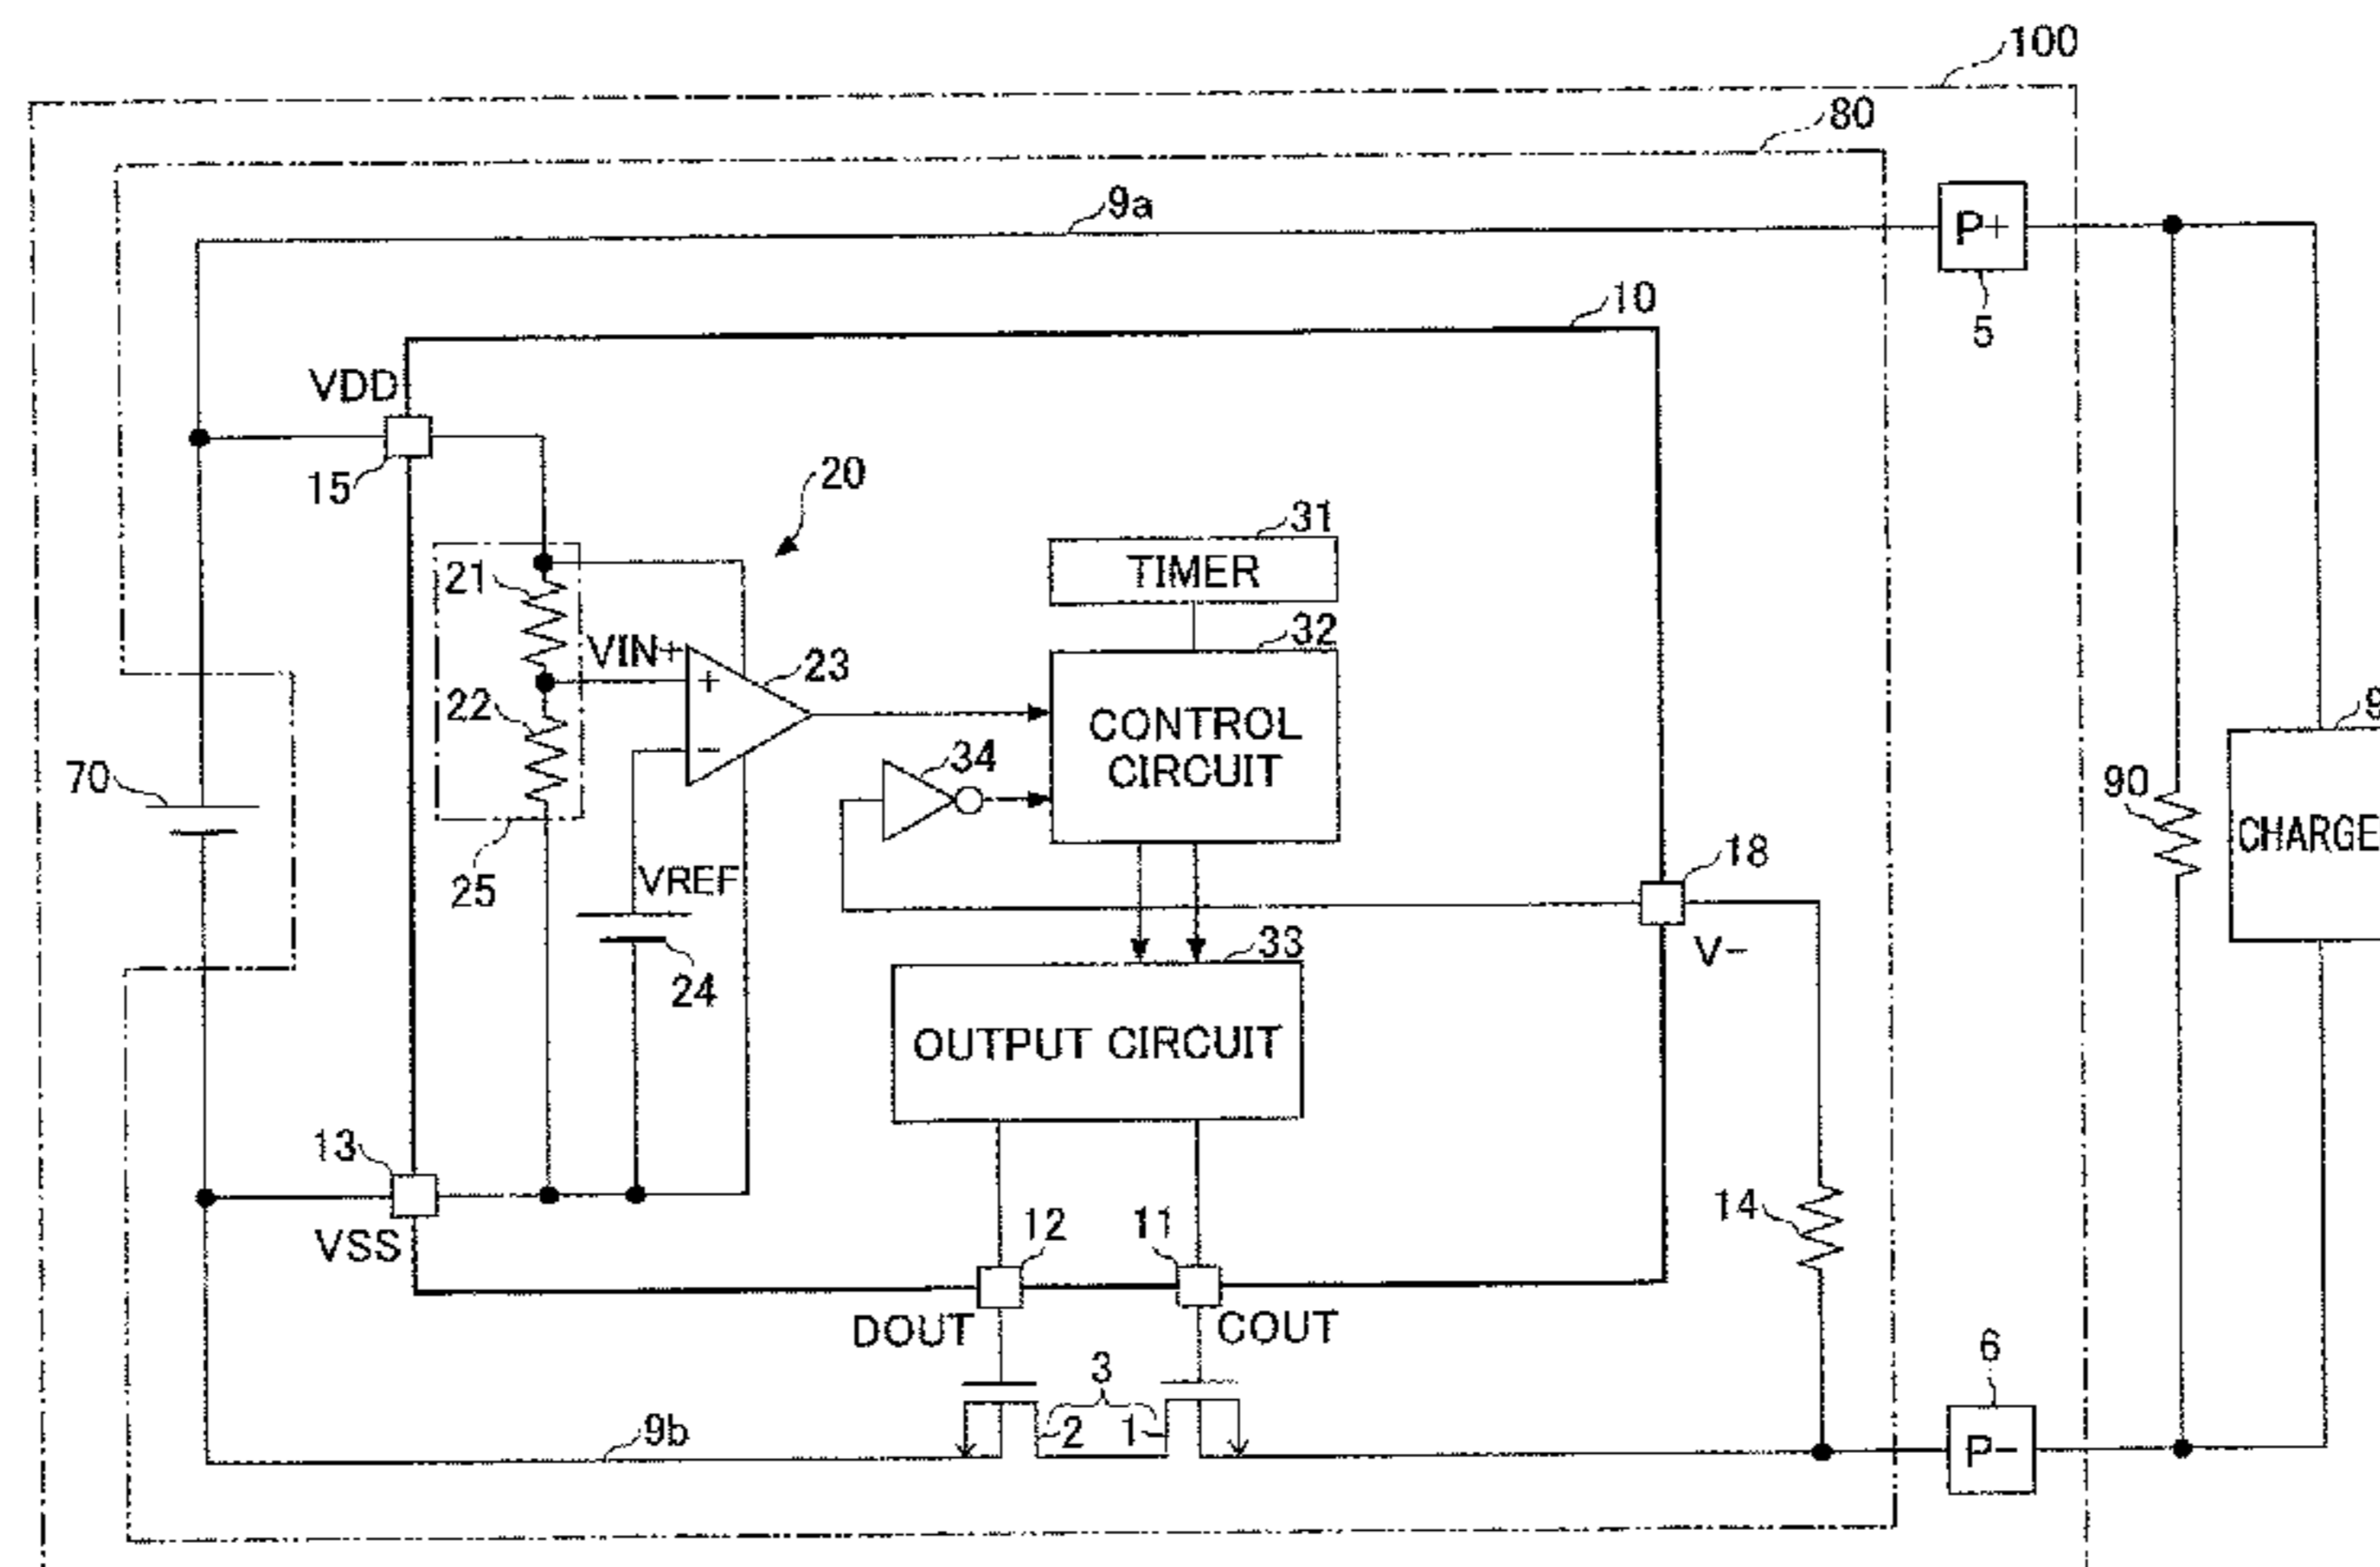 100
80
9a
P+
5
10
VDD
15
20
31
TIMER
21
32
VIN+
+
23
22
CONTROL
CIRCUIT
−
34
70
90
9
CHARGE
18
25
VREF
V−
33
24
OUTPUT CIRCUIT
13
VSS
12
11
14
DOUT
COUT
3
6
2
1
9b
P−